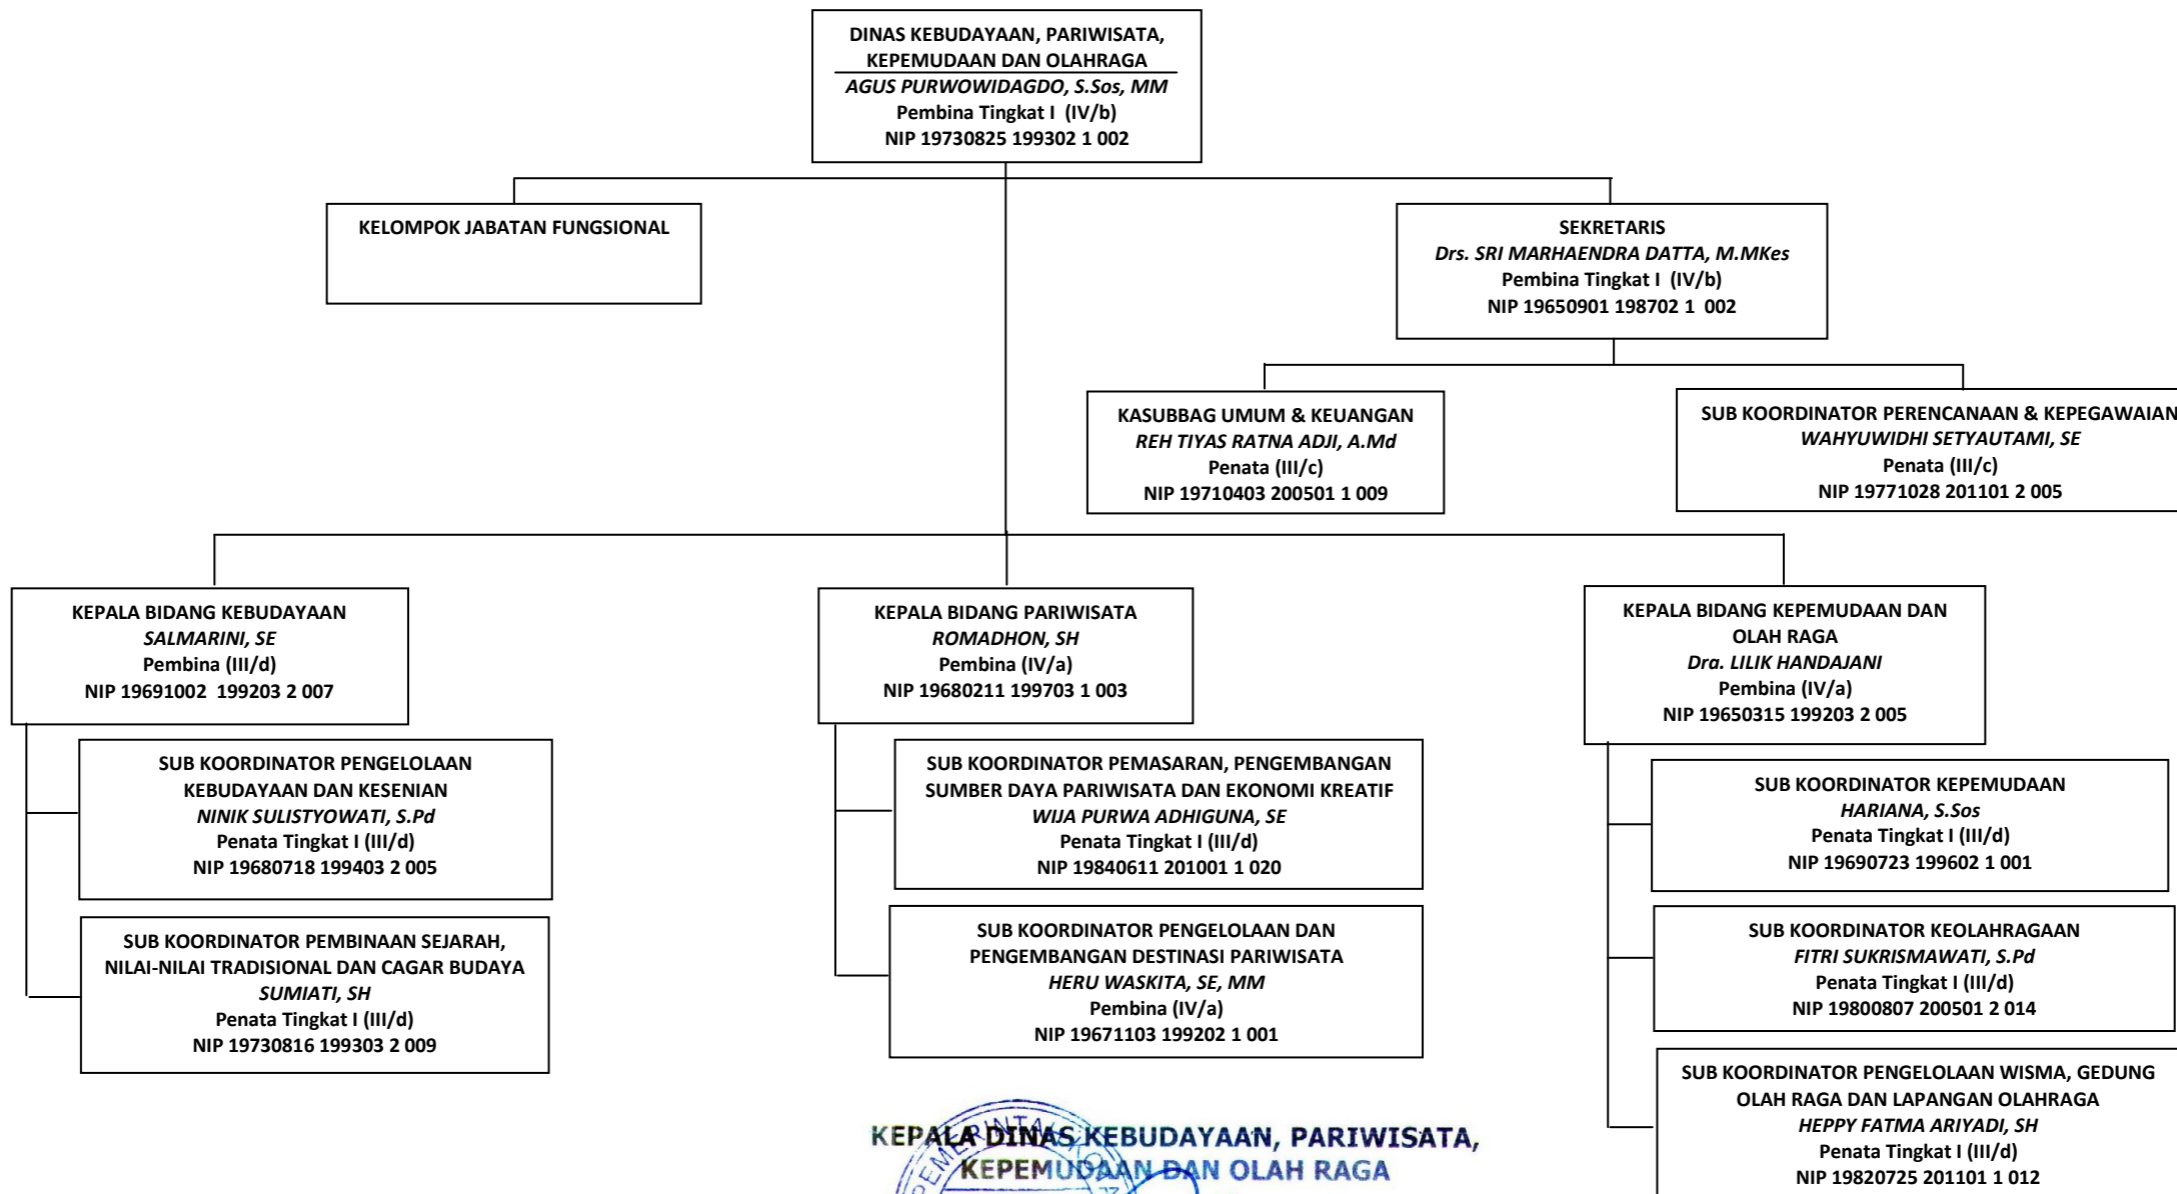 DINAS KEBUDAYAAN, PARIWISATA,
KEPEMUDAAN DAN OLAHRAGA
AGUS PURWOWIDAGDO, S.Sos, MM
Pembina Tingkat I (IV/b)
NIP 19730825 199302 1 002
KELOMPOK JABATAN FUNGSIONAL
SEKRETARIS
Drs. SRI MARHAENDRA DATTA, M.MKes
Pembina Tingkat I (IV/b)
NIP 19650901 198702 1 002
KASUBBAG UMUM & KEUANGAN
REH TIYAS RATNA ADJI, A.Md
Penata (III/c)
NIP 19710403 200501 1 009
SUB KOORDINATOR PERENCANAAN & KEPEGAWAIAN
WAHYUWIDHI SETYAUTAMI, SE
Penata (III/c)
NIP 19771028 201101 2 005
KEPALA BIDANG KEBUDAYAAN
SALMARINI, SE
Pembina (III/d)
NIP 19691002 199203 2 007
SUB KOORDINATOR PENGELOLAAN
KEBUDAYAAN DAN KESENIAN
NINIK SULISTYOWATI, S.Pd
Penata Tingkat I (III/d)
NIP 19680718 199403 2 005
SUB KOORDINATOR PEMBINAAN SEJARAH,
NILAI-NILAI TRADISIONAL DAN CAGAR BUDAYA
SUMIATI, SH
Penata Tingkat I (III/d)
NIP 19730816 199303 2 009
KEPALA BIDANG PARIWISATA
ROMADHON, SH
Pembina (IV/a)
NIP 19680211 199703 1 003
SUB KOORDINATOR PEMASARAN, PENGEMBANGAN
SUMBER DAYA PARIWISATA DAN EKONOMI KREATIF
WIJA PURWA ADHIGUNA, SE
Penata Tingkat I (III/d)
NIP 19840611 201001 1 020
SUB KOORDINATOR PENGELOLAAN DAN
PENGEMBANGAN DESTINASI PARIWISATA
HERU WASKITA, SE, MM
Pembina (IV/a)
NIP 19671103 199202 1 001
KEPALA BIDANG KEPEMUDAAN DAN
OLAH RAGA
Dra. LILIK HANDAJANI
Pembina (IV/a)
NIP 19650315 199203 2 005
SUB KOORDINATOR KEPEMUDAAN
HARIANA, S.Sos
Penata Tingkat I (III/d)
NIP 19690723 199602 1 001
SUB KOORDINATOR KEOLAHRAGAAN
FITRI SUKRISMAWATI, S.Pd
Penata Tingkat I (III/d)
NIP 19800807 200501 2 014
SUB KOORDINATOR PENGELOLAAN WISMA, GEDUNG
OLAH RAGA DAN LAPANGAN OLAHRAGA
HEPPY FATMA ARIYADI, SH
Penata Tingkat I (III/d)
NIP 19820725 201101 1 012
KEPALA DINAS KEBUDAYAAN, PARIWISATA,
KEPEMUDAAN DAN OLAH RAGA